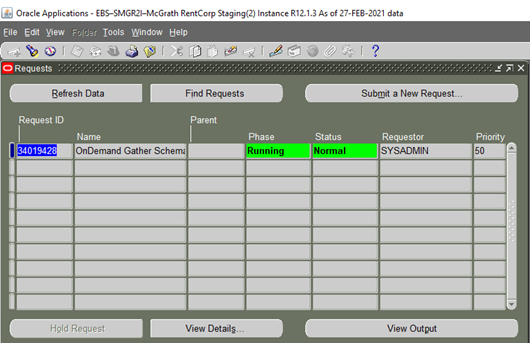 Oracle Applications - EBS–SMGR2I–McGrath RentCorp Staging(2) Instance R12.1.3 As of 27-FEB-2021 data
File Edit View Folder Tools Window Help
Requests
Refresh Data Find Requests Submit a New Request...
Request ID Parent
Name Phase Status Requestor Priority
34019428 OnDemand Gather Schema Running Normal SYSADMIN 50
Hold Request View Details... View Output